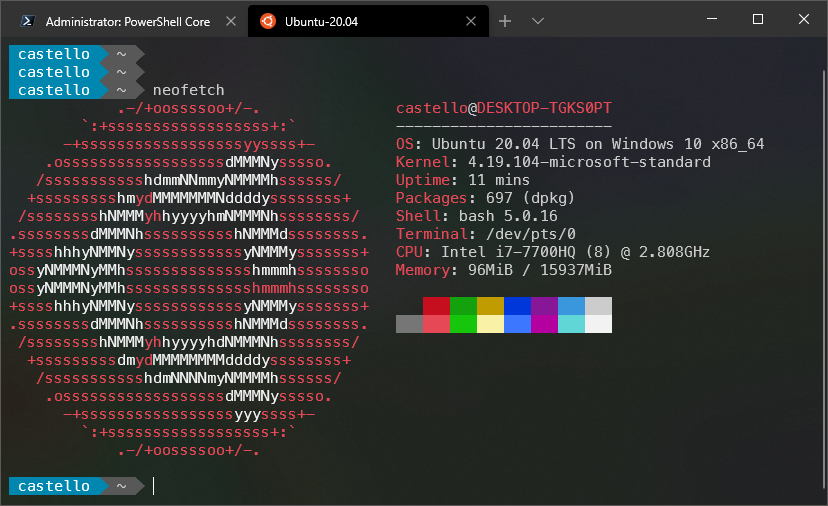 Administrator: PowerShell Core
Ubuntu-20.04
castello ~
castello ~
castello ~ neofetch
.-/+oossssoo+/-. castello@DESKTOP-TGKS0PT
`:+ssssssssssssssssss+:` ------------------------
-+ssssssssssssssssssyyssss+- OS: Ubuntu 20.04 LTS on Windows 10 x86_64
.ossssssssssssssssssdMMMNysssso. Kernel: 4.19.104-microsoft-standard
/ssssssssssshdmmNNmmyNMMMMhssssss/ Uptime: 11 mins
+ssssssssshmydMMMMMMMNddddyssssssss+ Packages: 697 (dpkg)
/sssssssshNMMMyhhyyyyhmNMMMNhssssssss/ Shell: bash 5.0.16
.ssssssssdMMMNhsssssssssshNMMMdssssssss. Terminal: /dev/pts/0
+sssshhhyNMMNyssssssssssssyNMMMysssssss+ CPU: Intel i7-7700HQ (8) @ 2.808GHz
ossyNMMMNyMMhsssssssssssssshmmmhssssssso Memory: 96MiB / 15937MiB
ossyNMMMNyMMhsssssssssssssshmmmhssssssso
+sssshhhyNMMNyssssssssssssyNMMMysssssss+
.ssssssssdMMMNhsssssssssshNMMMdssssssss.
/sssssssshNMMMyhhyyyyhdNMMMNhssssssss/
+sssssssssdmydMMMMMMMMddddyssssssss+
/ssssssssssshdmNNNNmyNMMMMhssssss/
.ossssssssssssssssssdMMMNysssso.
-+sssssssssssssssssyyyssss+-
`:+ssssssssssssssssss+:`
.-/+oossssoo+/-.
castello ~